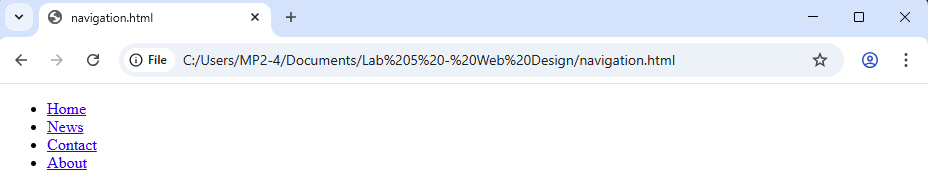 navigation.html
File C:/Users/MP2-4/Documents/Lab%205%20-%20Web%20Design/navigation.html
Home
News
Contact
About